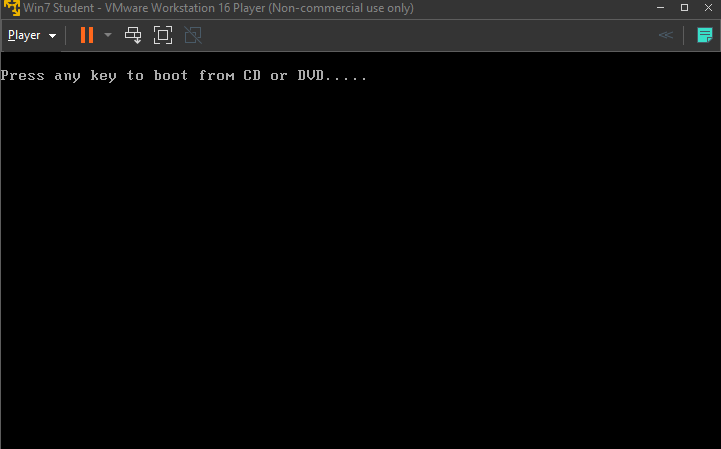 Win7 Student - VMware Workstation 16 Player (Non-commercial use only)
Player
Press any key to boot from CD or DVD.....